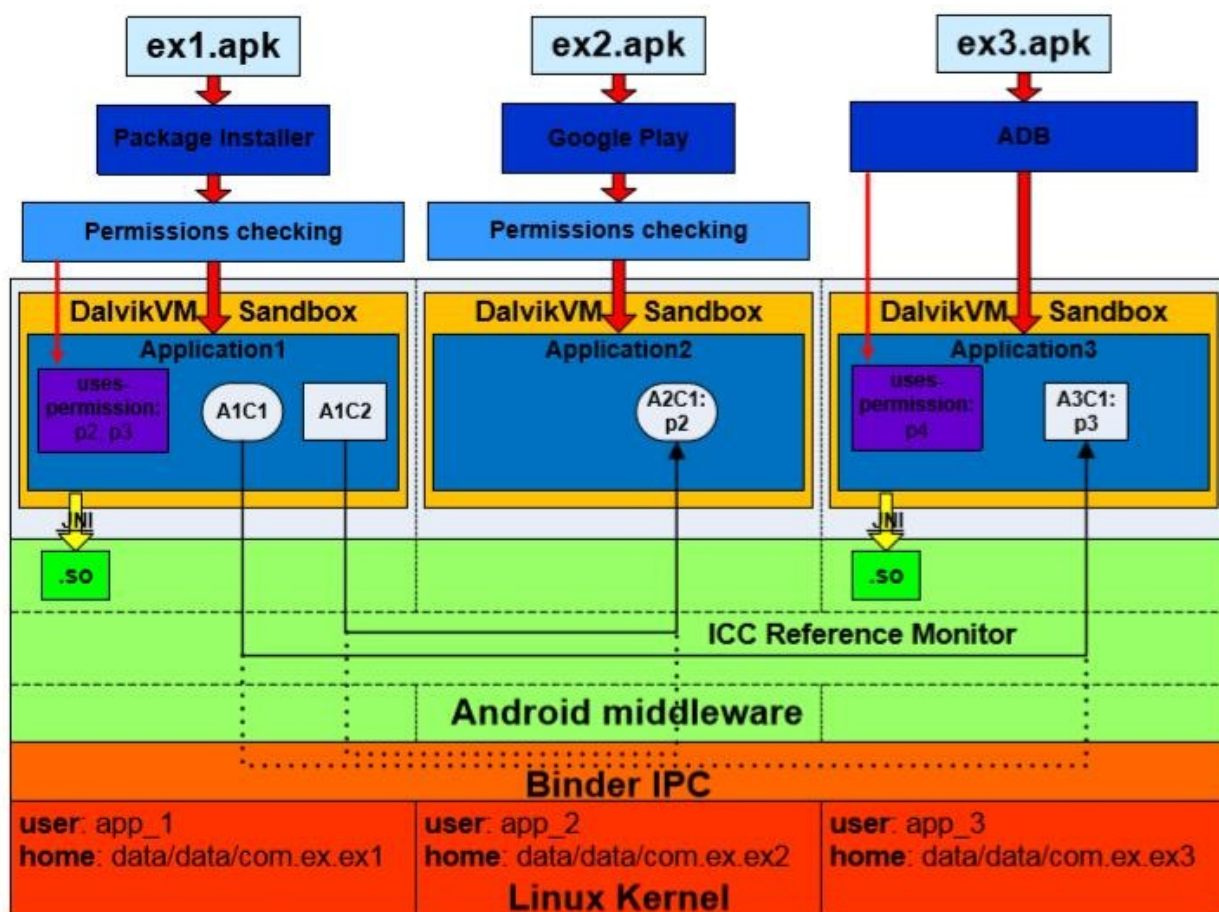 ex1.apk
ex2.apk
ex3.apk
Package Installer
Google Play
ADB
Permissions checking
Permissions checking
DalvikVM Sandbox
DalvikVM Sandbox
DalvikVM Sandbox
Application1
Application2
Application3
uses-
permission:
p2, p3
A1C1
A1C2
A2C1:
p2
uses-
permission:
p4
A3C1:
p3
JNI
JNI
.so
.so
ICC Reference Monitor
Android middleware
Binder IPC
user: app_1
home: data/data/com.ex.ex1
user: app_2
home: data/data/com.ex.ex2
user: app_3
home: data/data/com.ex.ex3
Linux Kernel